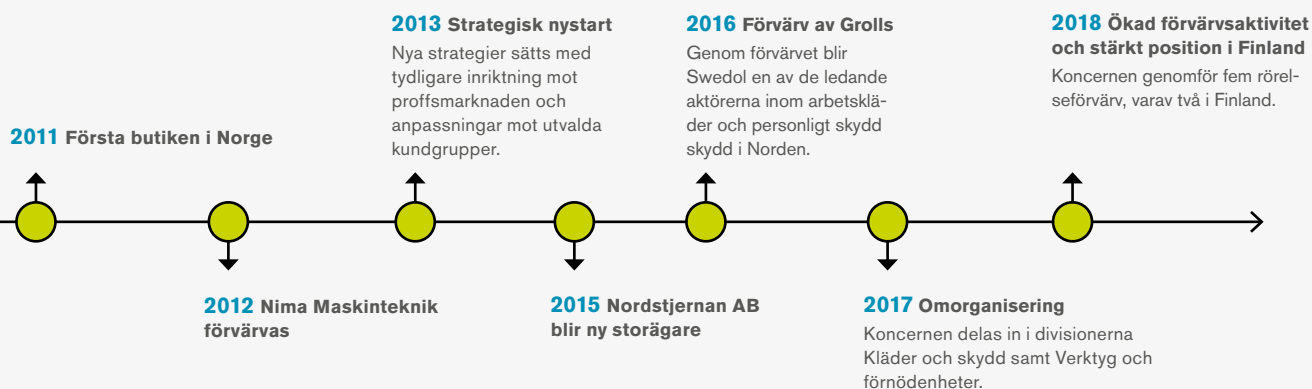 2011 Första butiken i Norge
2012 Nima Maskinteknik
förvärvas
2013 Strategisk nystart
Nya strategier sätts med
tydligare inriktning mot
proffsmarknaden och
anpassningar mot utvalda
kundgrupper.
2015 Nordstjernan AB
blir ny storägare
2016 Förvärv av Grolls
Genom förvärvet blir
Swedol en av de ledande
aktörerna inom arbetsklä-
der och personligt skydd
skydd i Norden.
2017 Omorganisering
Koncernen delas in i divisionerna
Kläder och skydd samt Verktyg och
förnödenheter.
2018 Ökad förvärvsaktivitet
och stärkt position i Finland
Koncernen genomför fem rörel-
seförvärv, varav två i Finland.